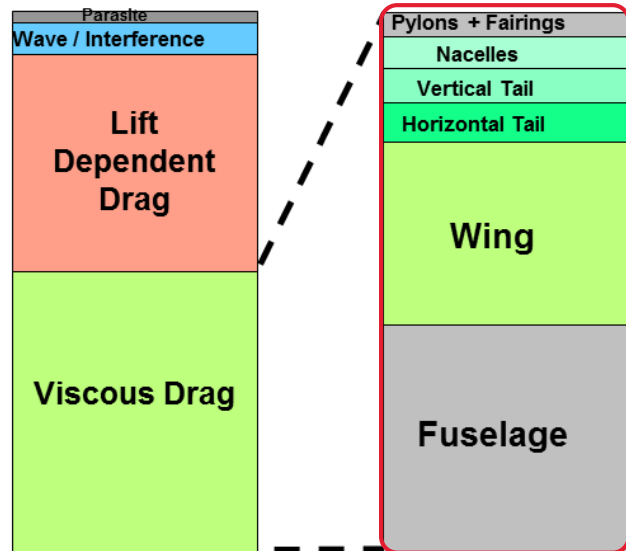 Parasite
Wave / Interference
Lift
Dependent
Drag
Viscous Drag
Pylons + Fairings
Nacelles
Vertical Tail
Horizontal Tail
Wing
Fuselage